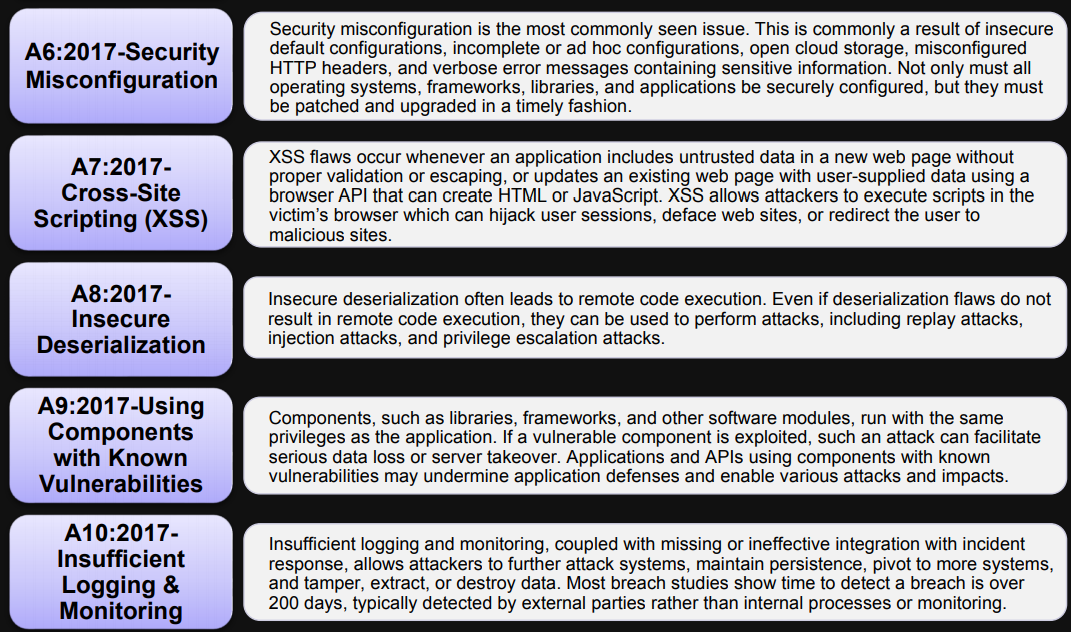 A6:2017-Security
Misconfiguration
Security misconfiguration is the most commonly seen issue. This is commonly a result of insecure
default configurations, incomplete or ad hoc configurations, open cloud storage, misconfigured
HTTP headers, and verbose error messages containing sensitive information. Not only must all
operating systems, frameworks, libraries, and applications be securely configured, but they must
be patched and upgraded in a timely fashion.
A7:2017-
Cross-Site
Scripting (XSS)
XSS flaws occur whenever an application includes untrusted data in a new web page without
proper validation or escaping, or updates an existing web page with user-supplied data using a
browser API that can create HTML or JavaScript. XSS allows attackers to execute scripts in the
victim’s browser which can hijack user sessions, deface web sites, or redirect the user to
malicious sites.
A8:2017-
Insecure
Deserialization
Insecure deserialization often leads to remote code execution. Even if deserialization flaws do not
result in remote code execution, they can be used to perform attacks, including replay attacks,
injection attacks, and privilege escalation attacks.
A9:2017-Using
Components
with Known
Vulnerabilities
Components, such as libraries, frameworks, and other software modules, run with the same
privileges as the application. If a vulnerable component is exploited, such an attack can facilitate
serious data loss or server takeover. Applications and APIs using components with known
vulnerabilities may undermine application defenses and enable various attacks and impacts.
A10:2017-
Insufficient
Logging &
Monitoring
Insufficient logging and monitoring, coupled with missing or ineffective integration with incident
response, allows attackers to further attack systems, maintain persistence, pivot to more systems,
and tamper, extract, or destroy data. Most breach studies show time to detect a breach is over
200 days, typically detected by external parties rather than internal processes or monitoring.